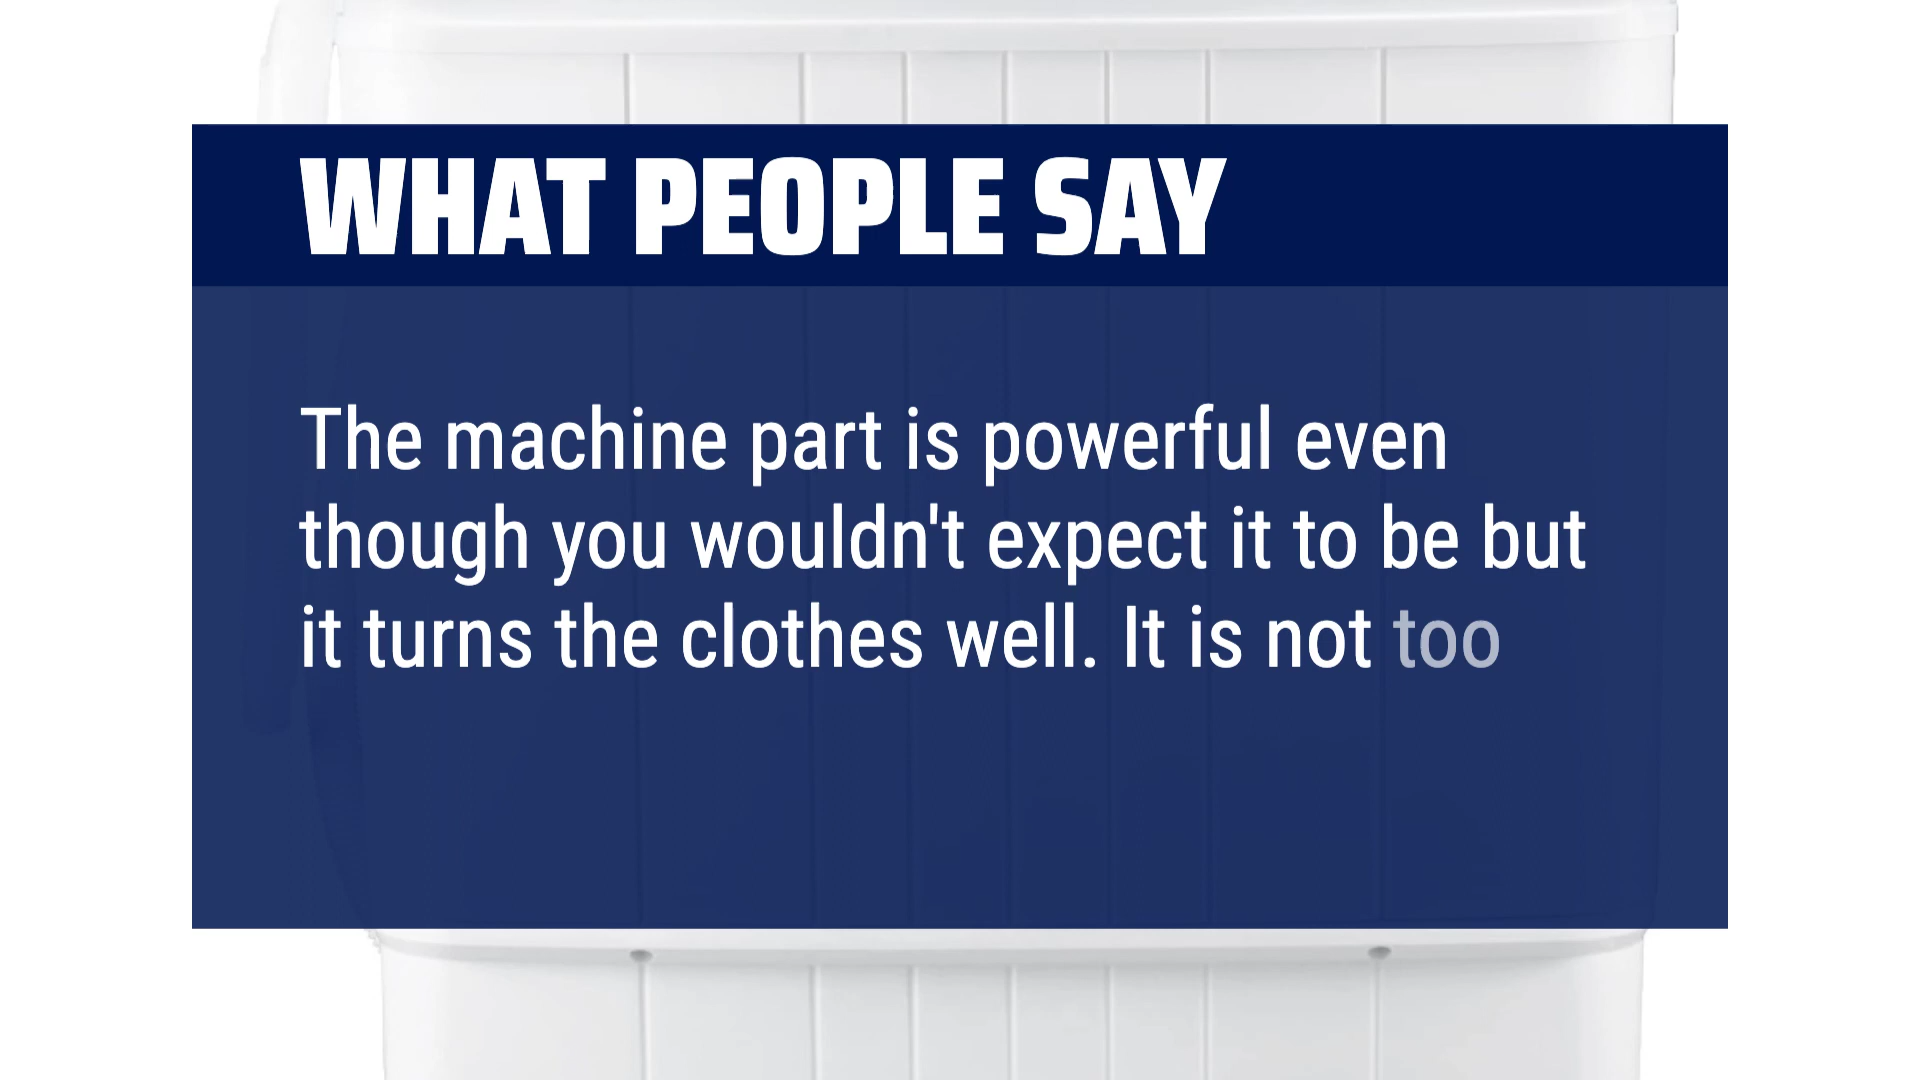 WHAT PEOPLE SAY
The machine part is powerful even
though you wouldn't expect it to be but
it turns the clothes well. It is not too